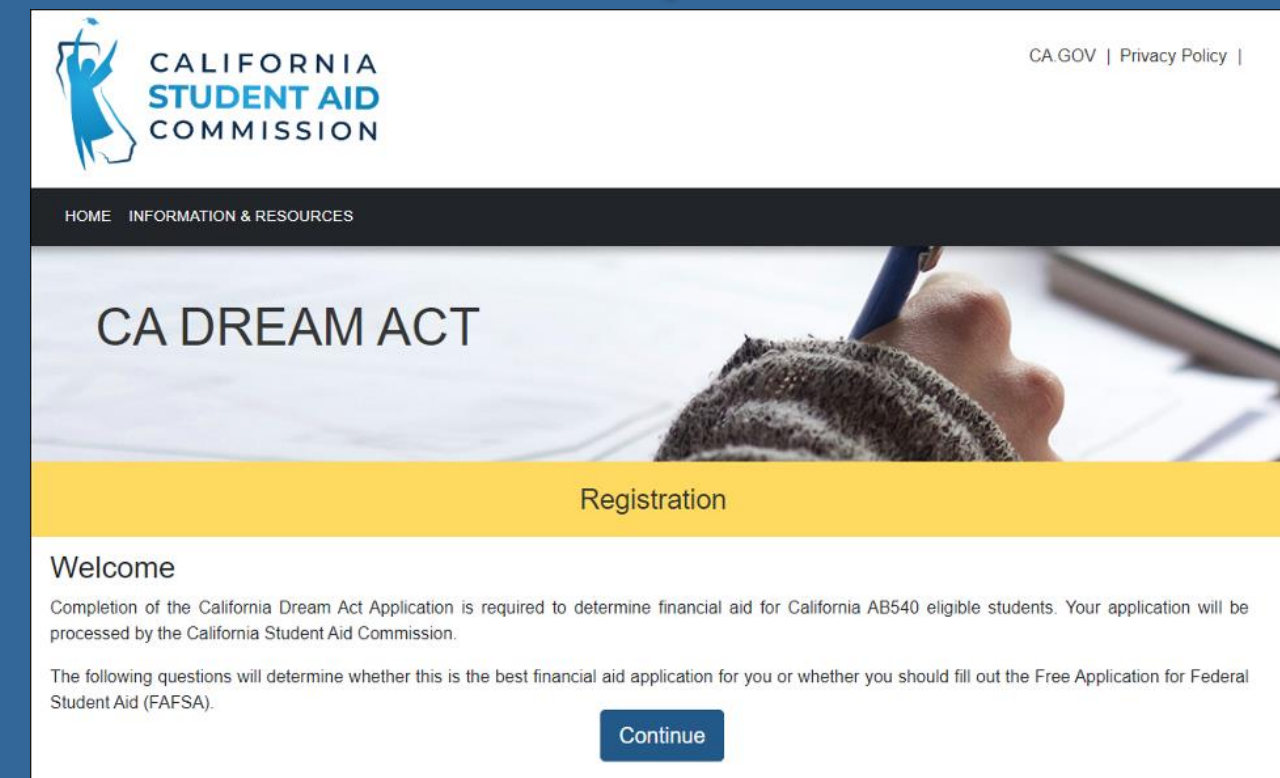 CALIFORNIA
STUDENT AID
COMMISSION
CA.GOV | Privacy Policy |
HOME INFORMATION & RESOURCES
CA DREAM ACT
Registration
Welcome
Completion of the California Dream Act Application is required to determine financial aid for California AB540 eligible students. Your application will be
processed by the California Student Aid Commission.
The following questions will determine whether this is the best financial aid application for you or whether you should fill out the Free Application for Federal
Student Aid (FAFSA).
Continue